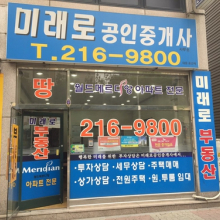 미래로 공인중개사
T.216-9800
땅
월드메르디앙아파트 전문
미래로
부동산
216-9800
Meridian
아파트 전문
·투자상담·세무상담·주택매매
·상가상담·전원주택·원,투룸 임대
미래로 부동산